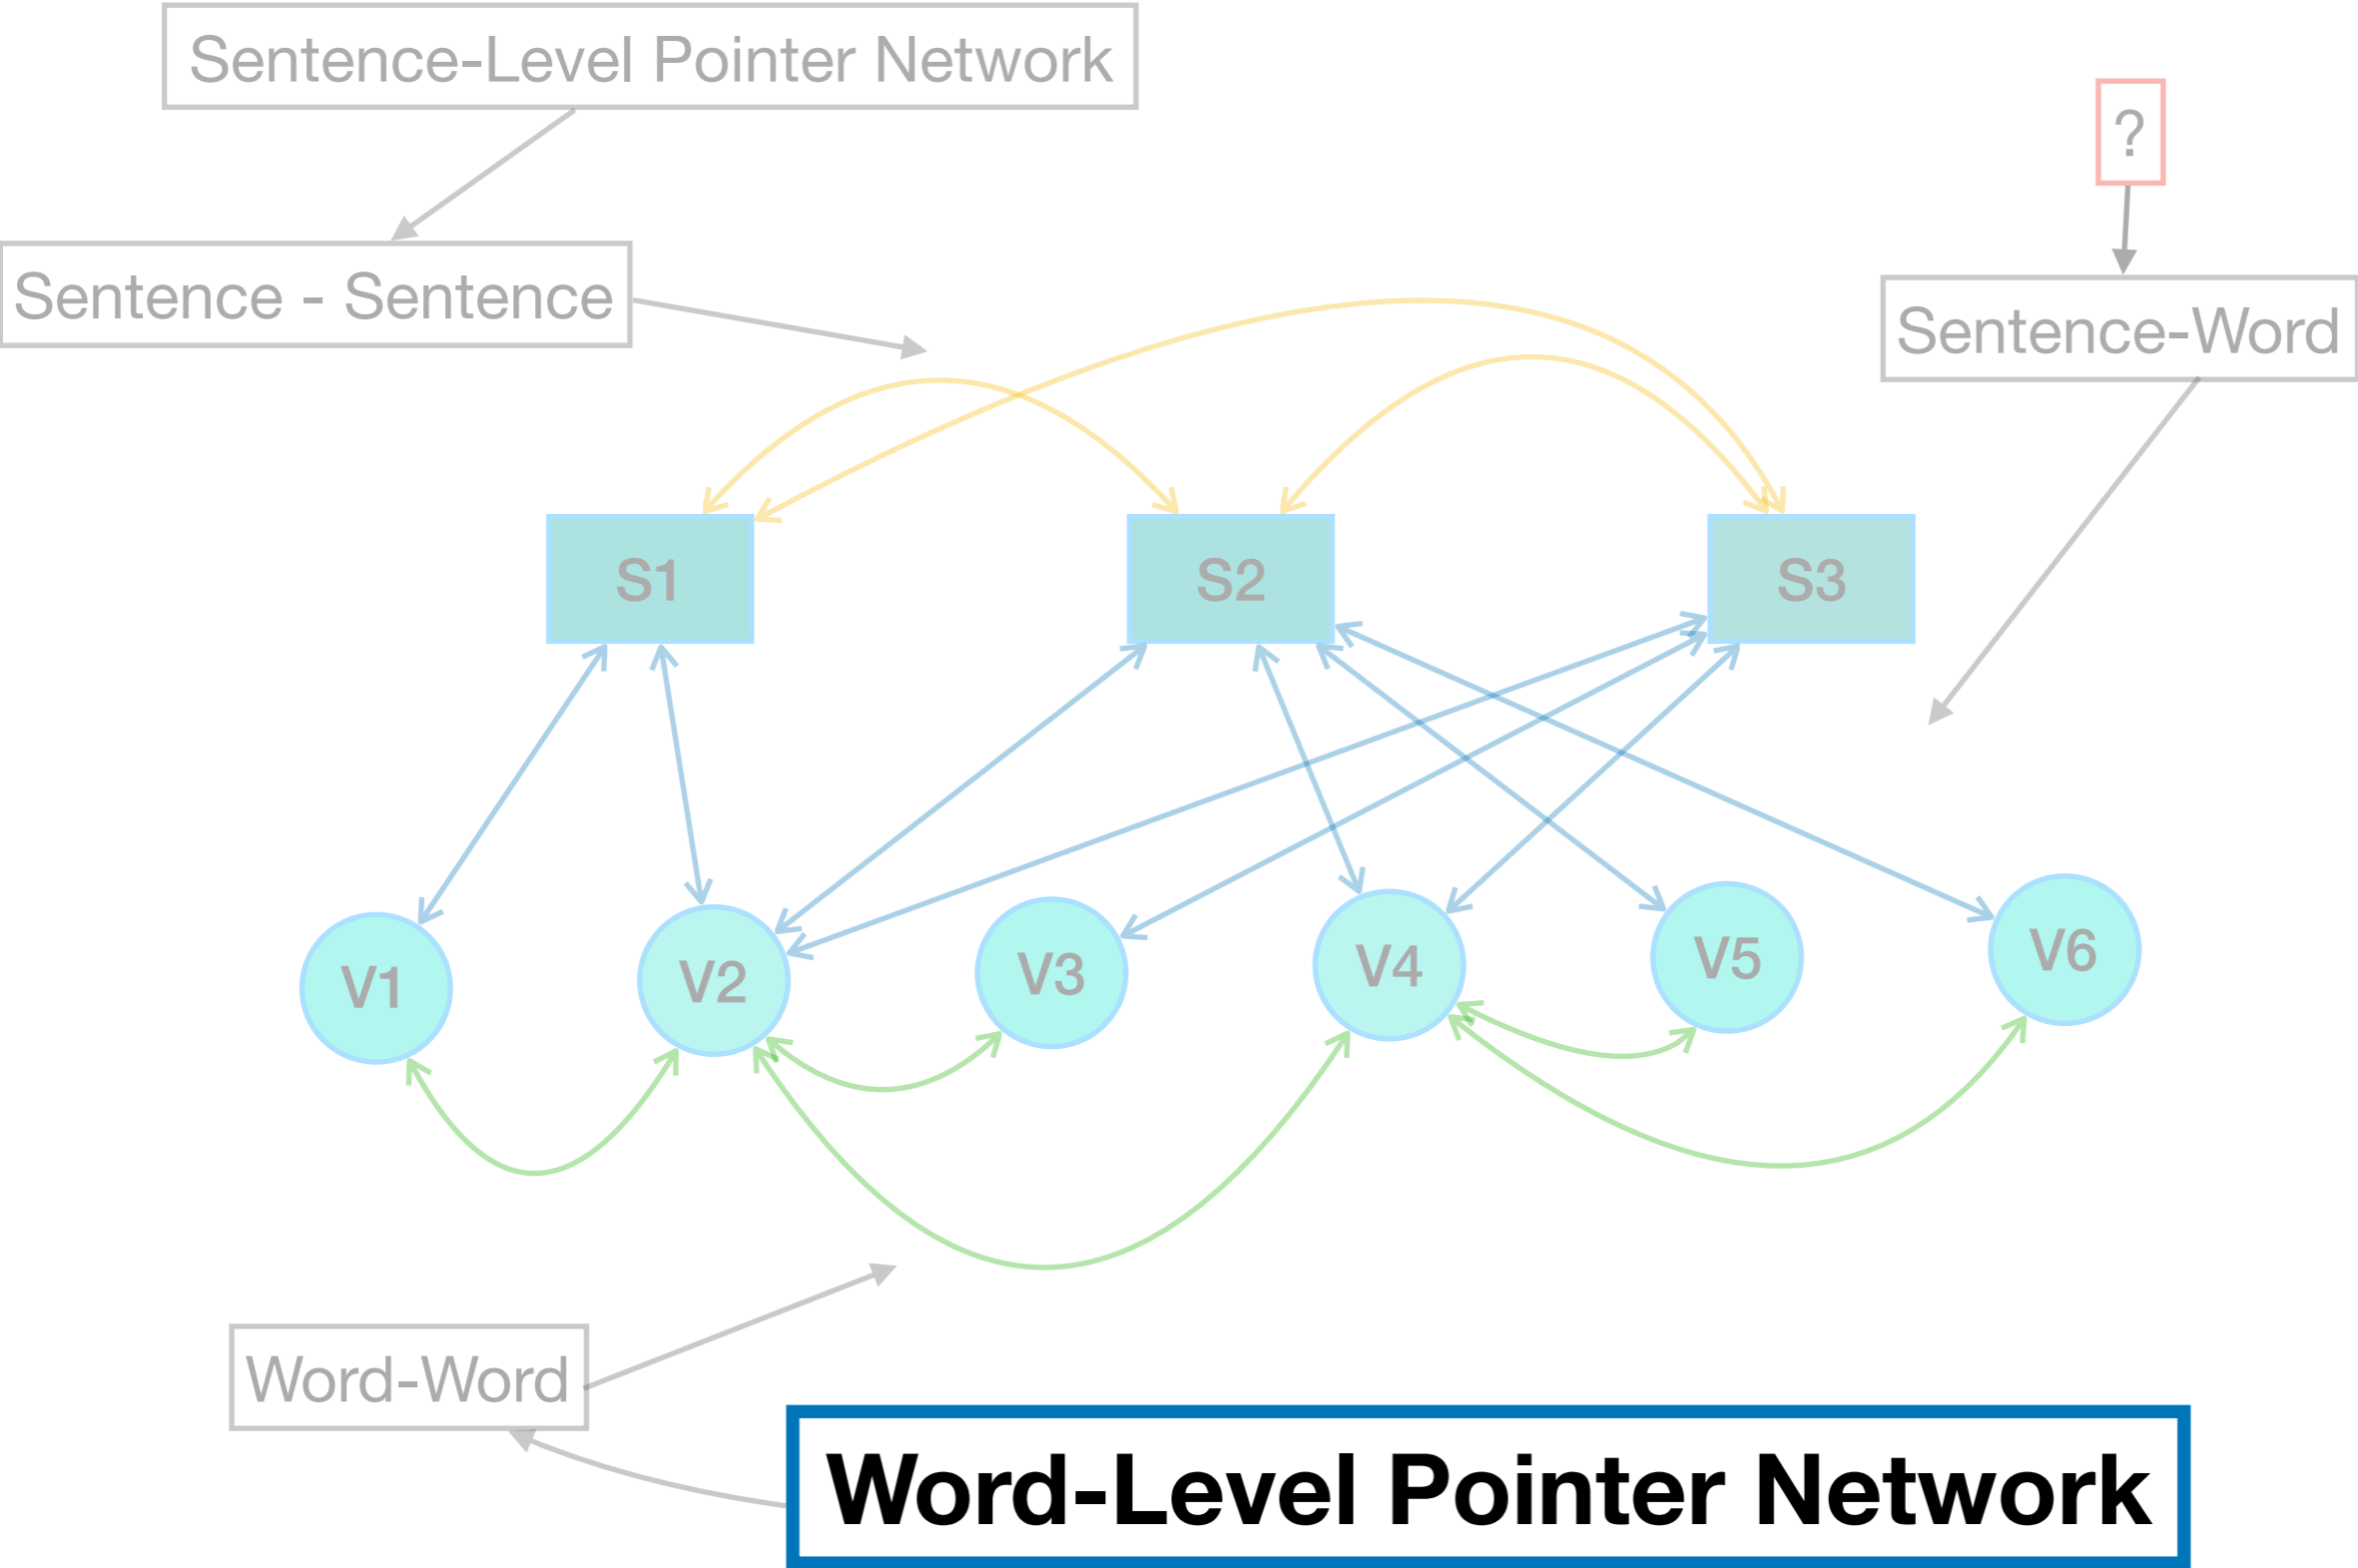 Sentence-Level Pointer Network
?
Sentence - Sentence
Sentence-Word
S1
S2
S3
V1
V2
V3
V4
V5
V6
Word-Word
Word-Level Pointer Network